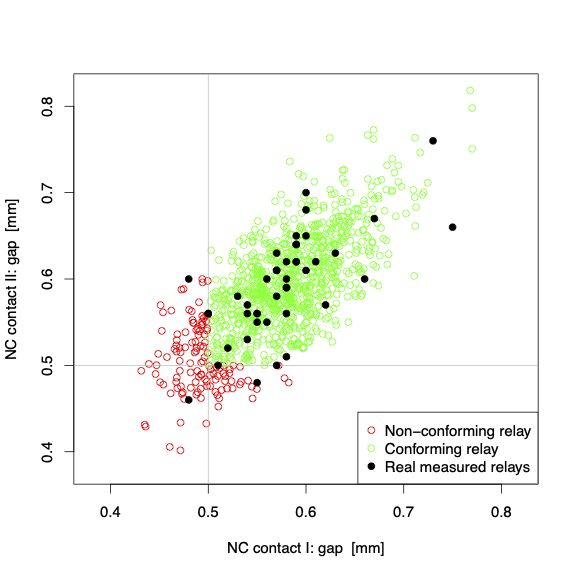 0.8
0.7
0.6
0.5
0.4
NC contact II: gap [mm]
Non−conforming relay
Conforming relay
Real measured relays
0.4 0.5 0.6 0.7 0.8
NC contact I: gap [mm]